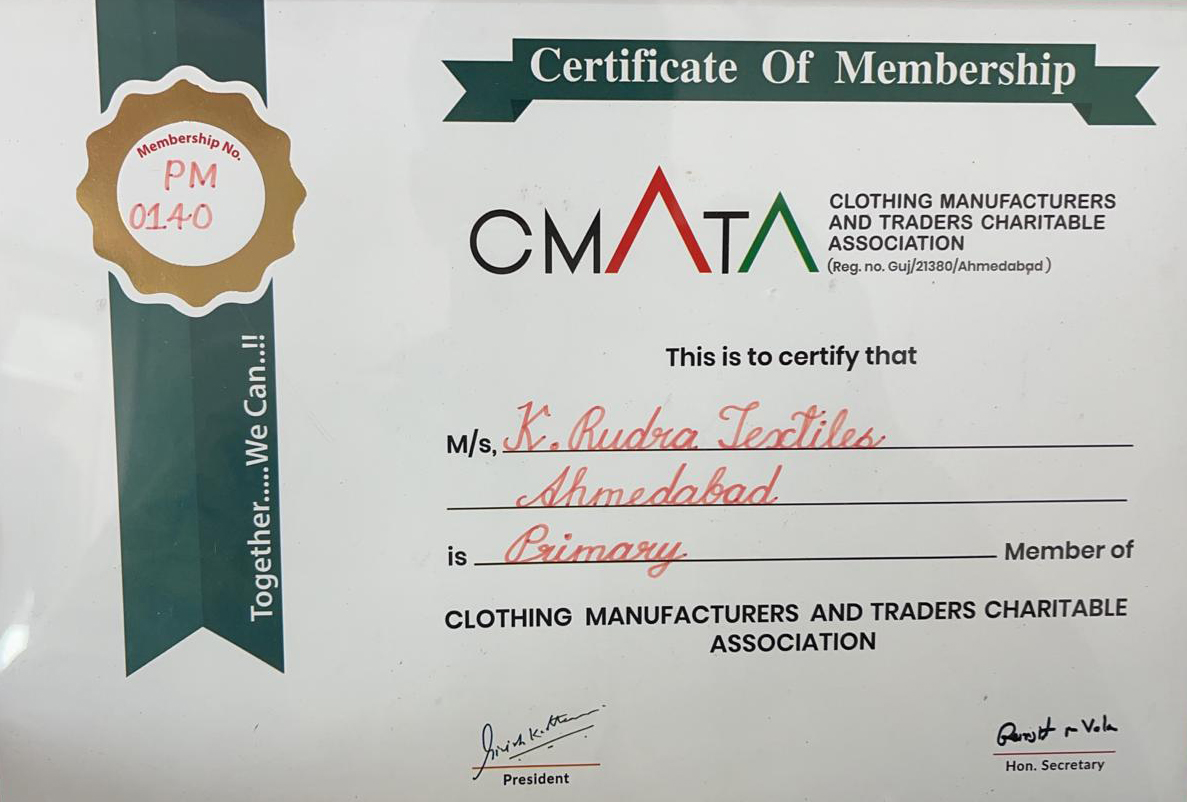 Certificate Of Membership
Membership No.
PM
0140
Together.....We Can..!!
CMATA
CLOTHING MANUFACTURERS
AND TRADERS CHARITABLE
ASSOCIATION
(Reg. no. Guj/21380/Ahmedabad )
This is to certify that
M/s, K. Rudra Textiles
Ahmedabad
is Primary Member of
CLOTHING MANUFACTURERS AND TRADERS CHARITABLE
ASSOCIATION
President
Hon. Secretary